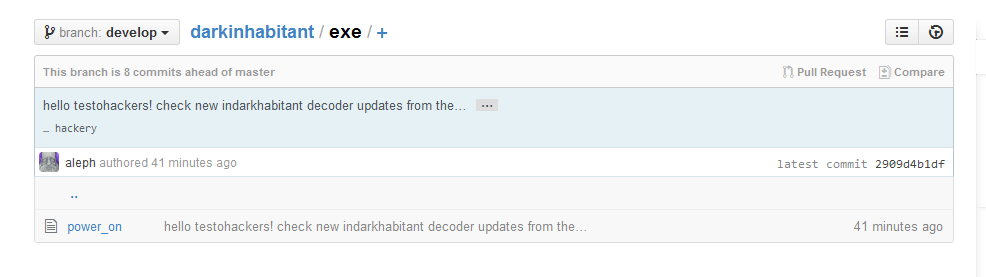 branch: develop darkinhabitant / exe / +
This branch is 8 commits ahead of master Pull Request Compare
hello testohackers! check new indarkhabitant decoder updates from the… …
… hackery
aleph authored 41 minutes ago latest commit 2909d4b1df
..
power_on hello testohackers! check new indarkhabitant decoder updates from the… 41 minutes ago